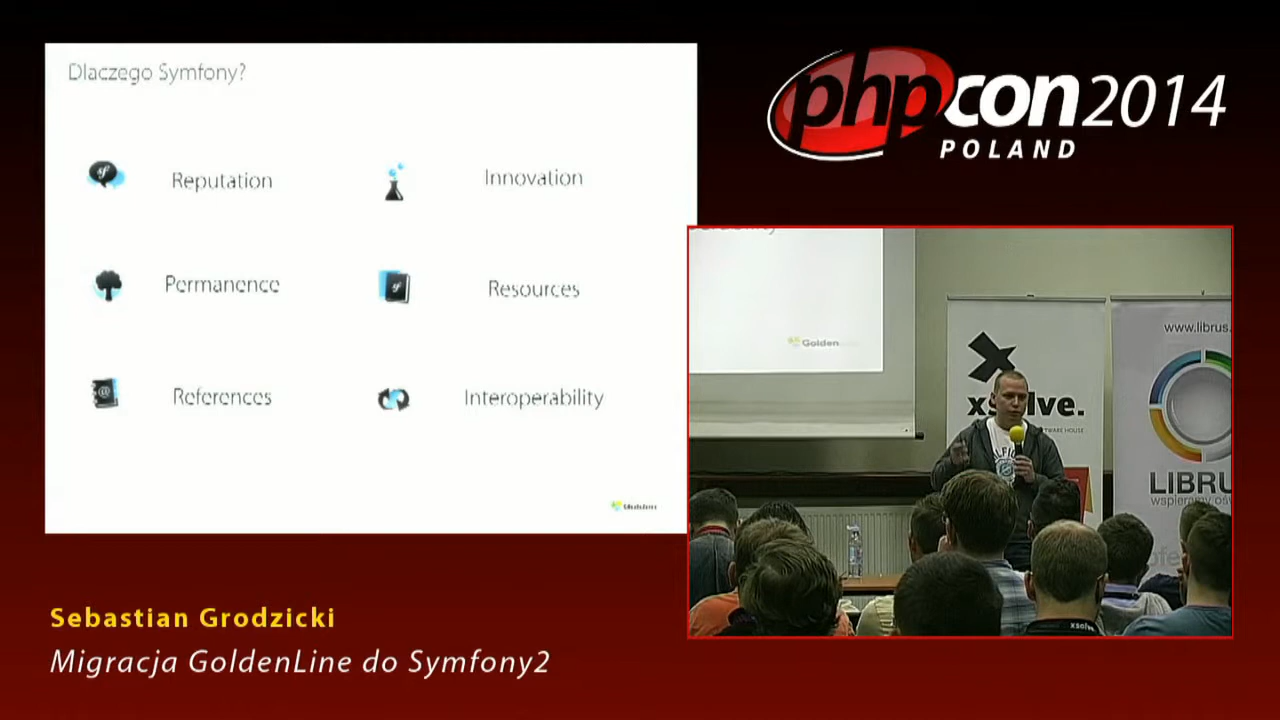 Dlaczego Symfony?
Reputation
Innovation
Permanence
Resources
References
Interoperability
phpcon2014
POLAND
Golden
xsolve.
www.librus.
LIBRU
xsolve
Sebastian Grodzicki
Migracja GoldenLine do Symfony2